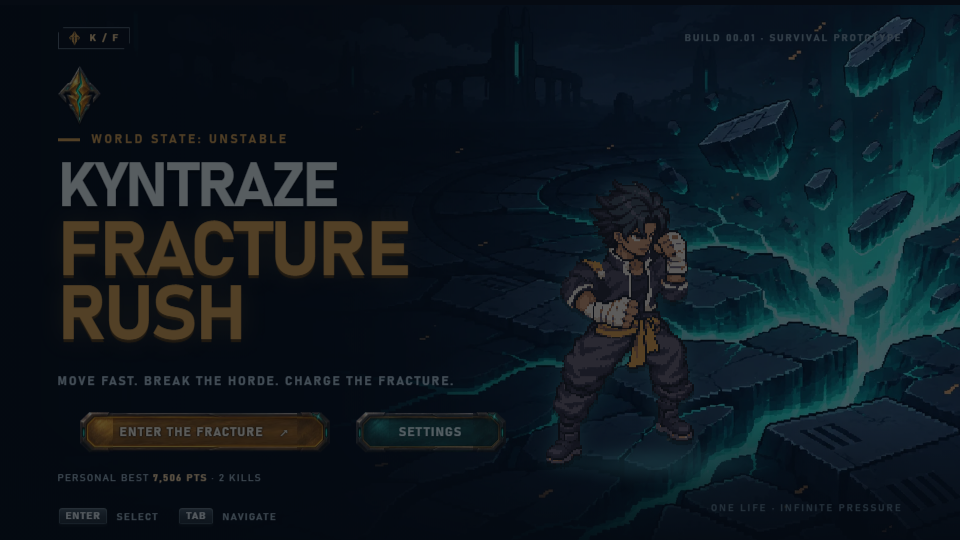 K / F
BUILD 00.01 · SURVIVAL PROTOTYPE
WORLD STATE: UNSTABLE
KYNTRAZE
FRACTURE
RUSH
MOVE FAST. BREAK THE HORDE. CHARGE THE FRACTURE.
ENTER THE FRACTURE ↗ SETTINGS
PERSONAL BEST 7,506 PTS · 2 KILLS
ENTER SELECT TAB NAVIGATE
ONE LIFE · INFINITE PRESSURE